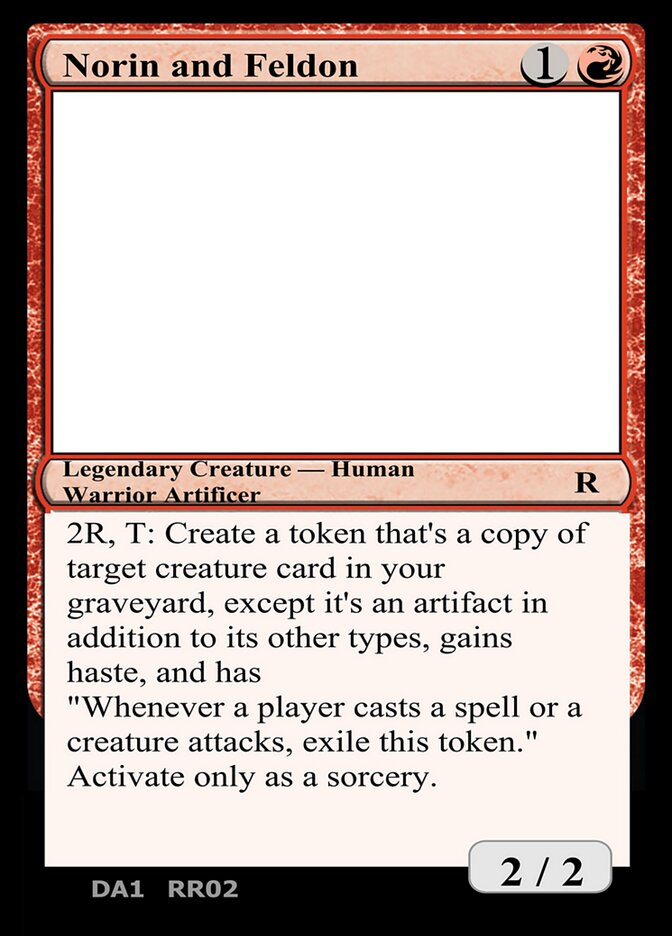 Norin and Feldon 1
Legendary Creature — Human
Warrior Artificer
R
2R, T: Create a token that's a copy of
target creature card in your
graveyard, except it's an artifact in
addition to its other types, gains
haste, and has
"Whenever a player casts a spell or a
creature attacks, exile this token."
Activate only as a sorcery.
2 / 2
DA1 RR02